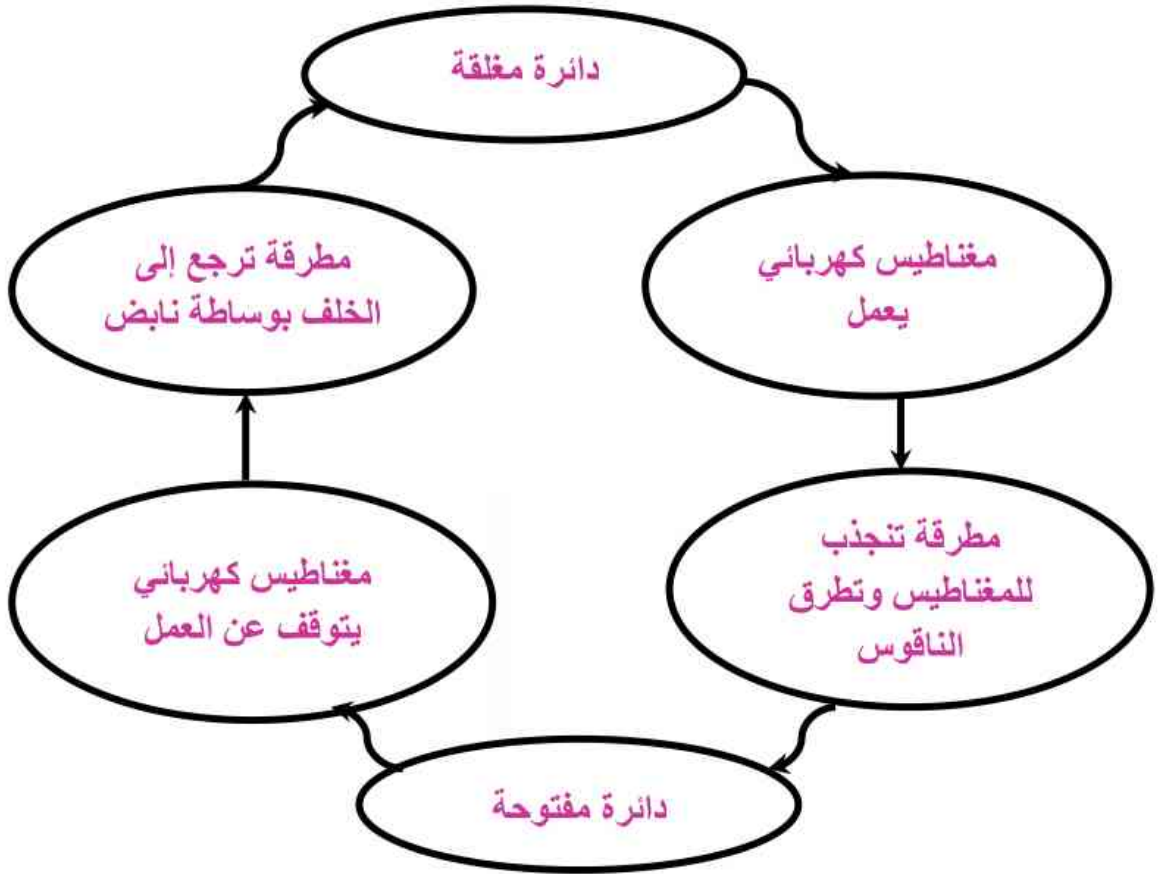 دائرة مغلقة
مغناطيس كهربائي
يعمل
مطرقة تنجذب
للمغناطيس وتطرق
الناقوس
دائرة مفتوحة
مغناطيس كهربائي
يتوقف عن العمل
مطرقة ترجع إلى
الخلف بوساطة نابض